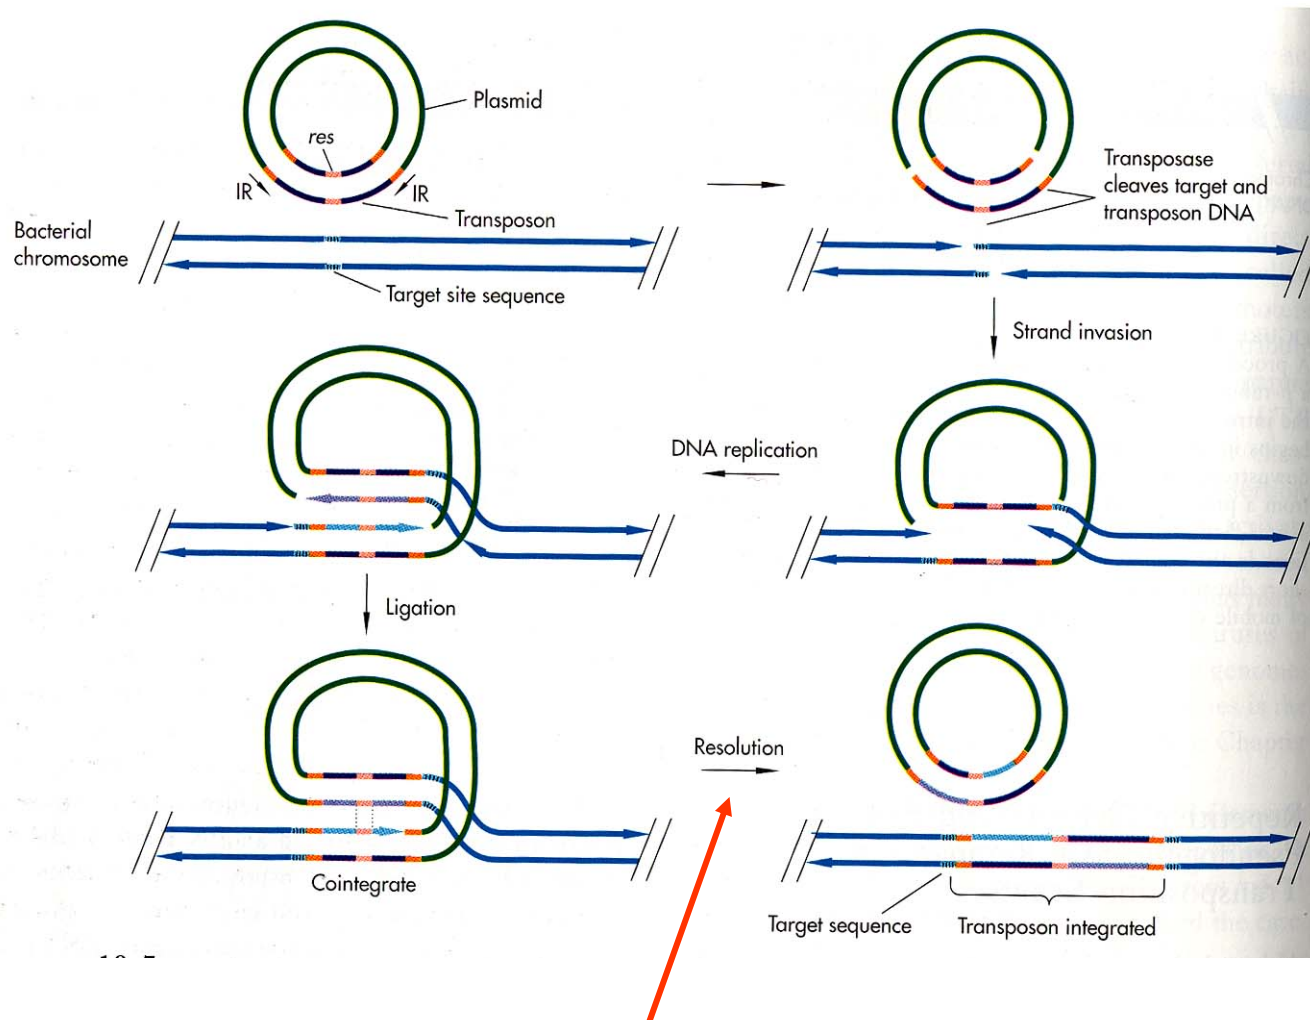 Plasmid
res
IR
IR
Transposon
Bacterial
chromosome
Target site sequence
Transposase
cleaves target and
transposon DNA
Strand invasion
DNA replication
Ligation
Cointegrate
Resolution
Target sequence
Transposon integrated